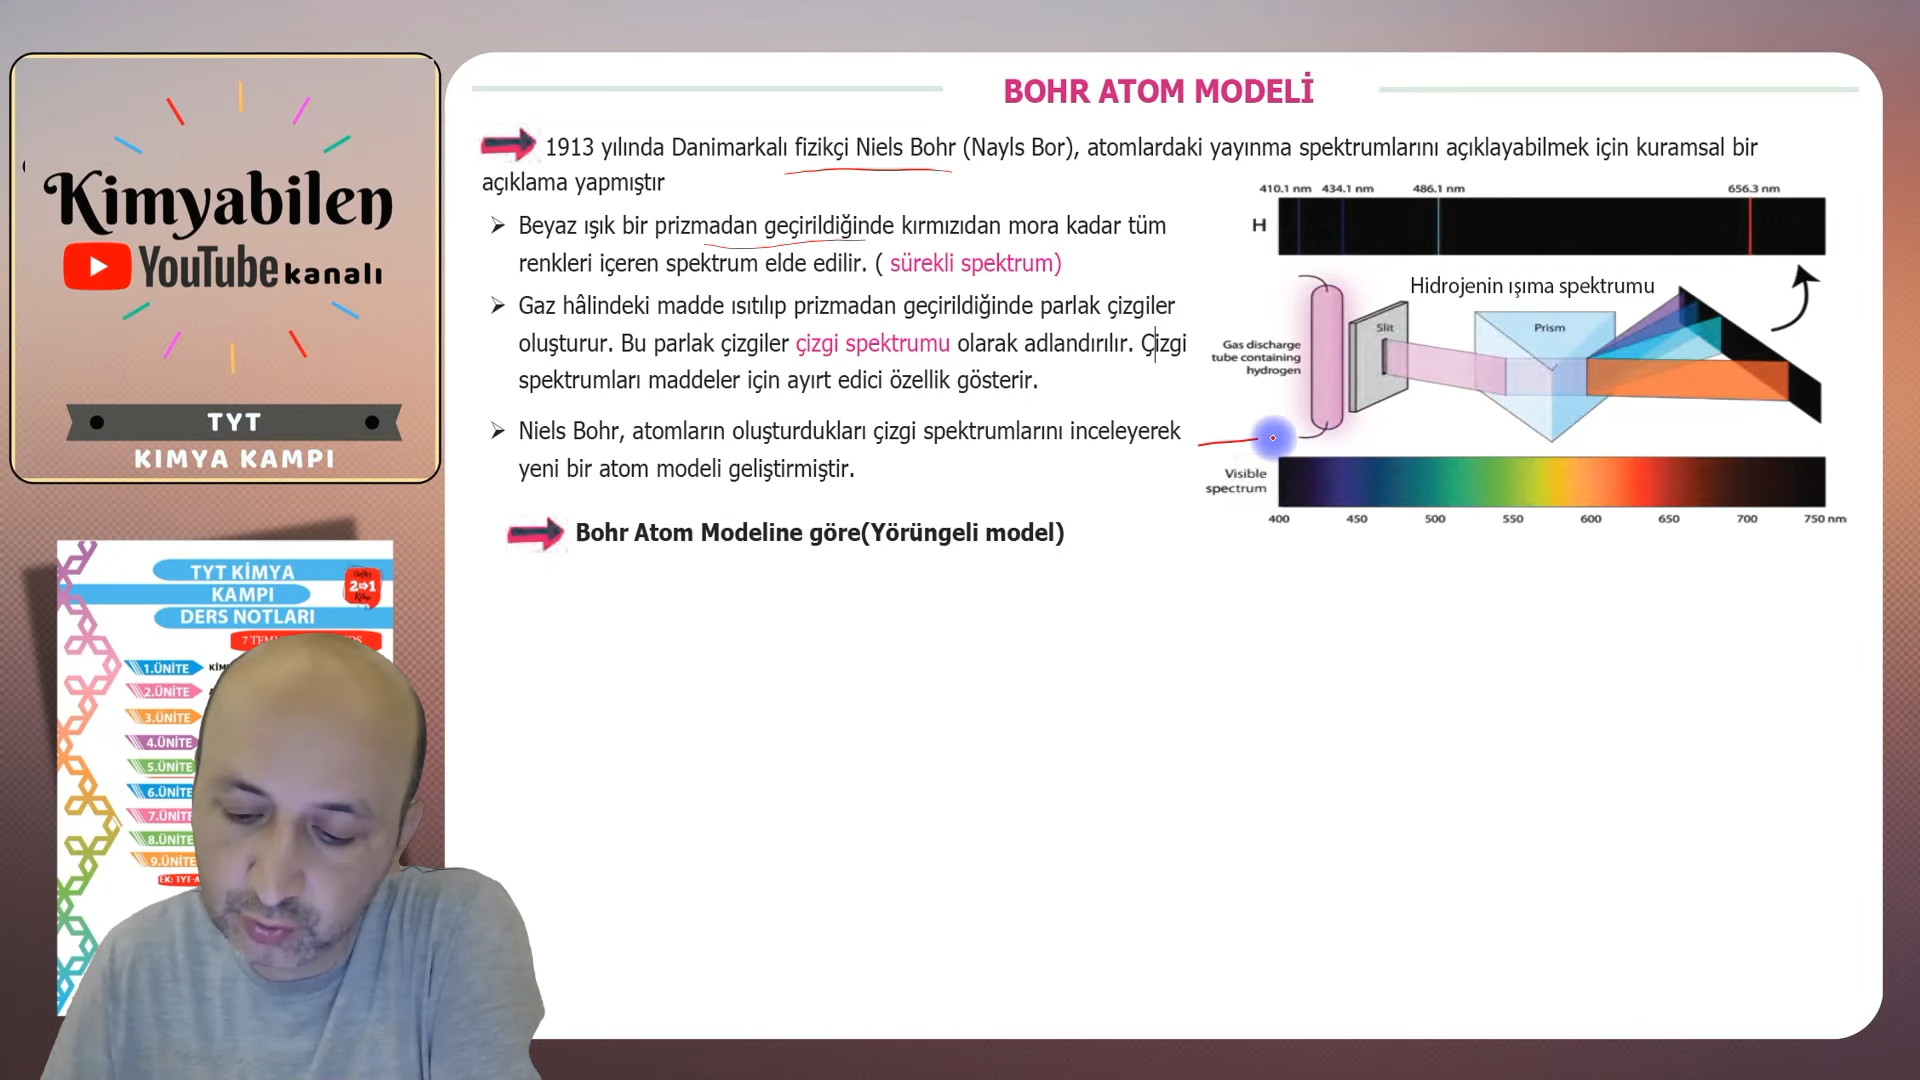 Kimyabilen
YouTube kanalı
TYT
KIMYA KAMPI
TYT KİMYA
KAMPI
DERS NOTLARI
2⇨1
7 TEMM
1.ÜNİTE
2.ÜNİTE
3.ÜNİTE
4.ÜNİTE
5.ÜNİTE
6.ÜNİTE
7.ÜNİTE
8.ÜNİTE
9.ÜNİTE
EK: TYT-A
BOHR ATOM MODELİ
1913 yılında Danimarkalı fizikçi Niels Bohr (Nayls Bor), atomlardaki yayınma spektrumlarını açıklayabilmek için kuramsal bir
açıklama yapmıştır
➢ Beyaz ışık bir prizmadan geçirildiğinde kırmızıdan mora kadar tüm
renkleri içeren spektrum elde edilir. ( sürekli spektrum)
➢ Gaz hâlindeki madde ısıtılıp prizmadan geçirildiğinde parlak çizgiler
oluşturur. Bu parlak çizgiler çizgi spektrumu olarak adlandırılır. Çizgi
spektrumları maddeler için ayırt edici özellik gösterir.
➢ Niels Bohr, atomların oluşturdukları çizgi spektrumlarını inceleyerek
yeni bir atom modeli geliştirmiştir.
Bohr Atom Modeline göre(Yörüngeli model)
410.1 nm 434.1 nm 486.1 nm 656.3 nm
H
Hidrojenin ışıma spektrumu
Slit
Prism
Gas discharge
tube containing
hydrogen
Visible
spectrum
400 450 500 550 600 650 700 750 nm